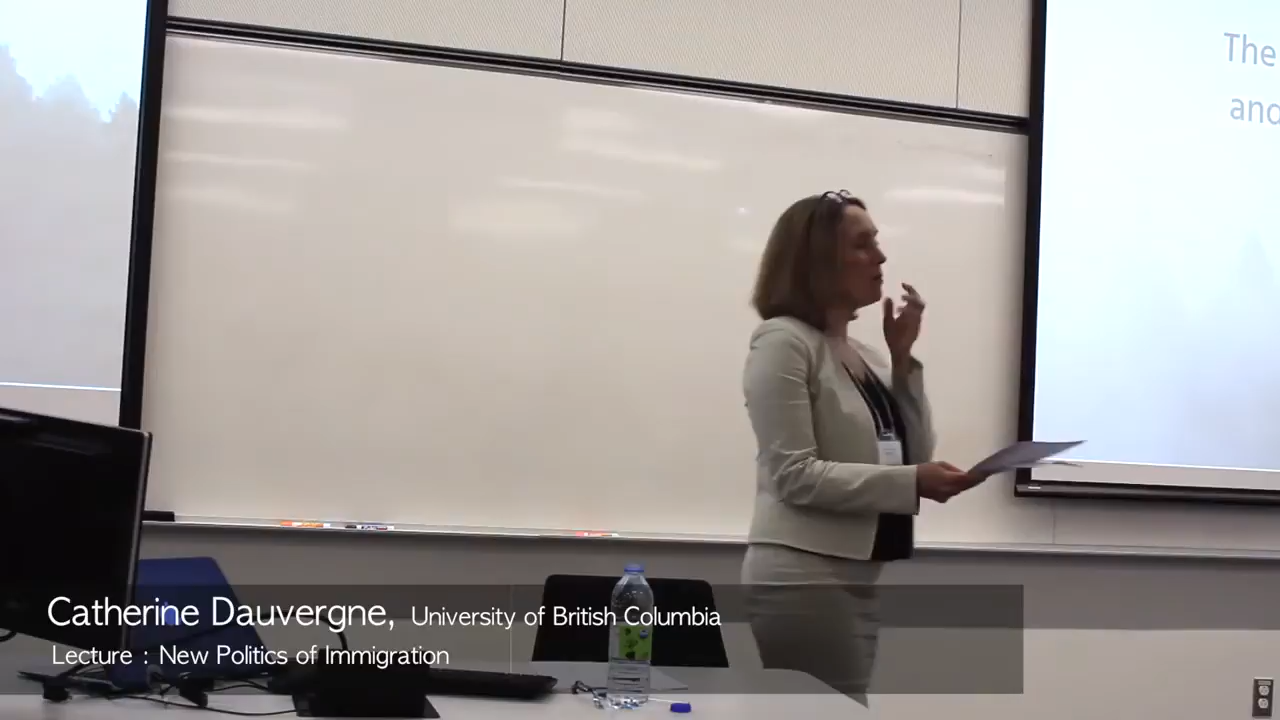 The
and
Catherine Dauvergne, University of British Columbia
Lecture : New Politics of Immigration